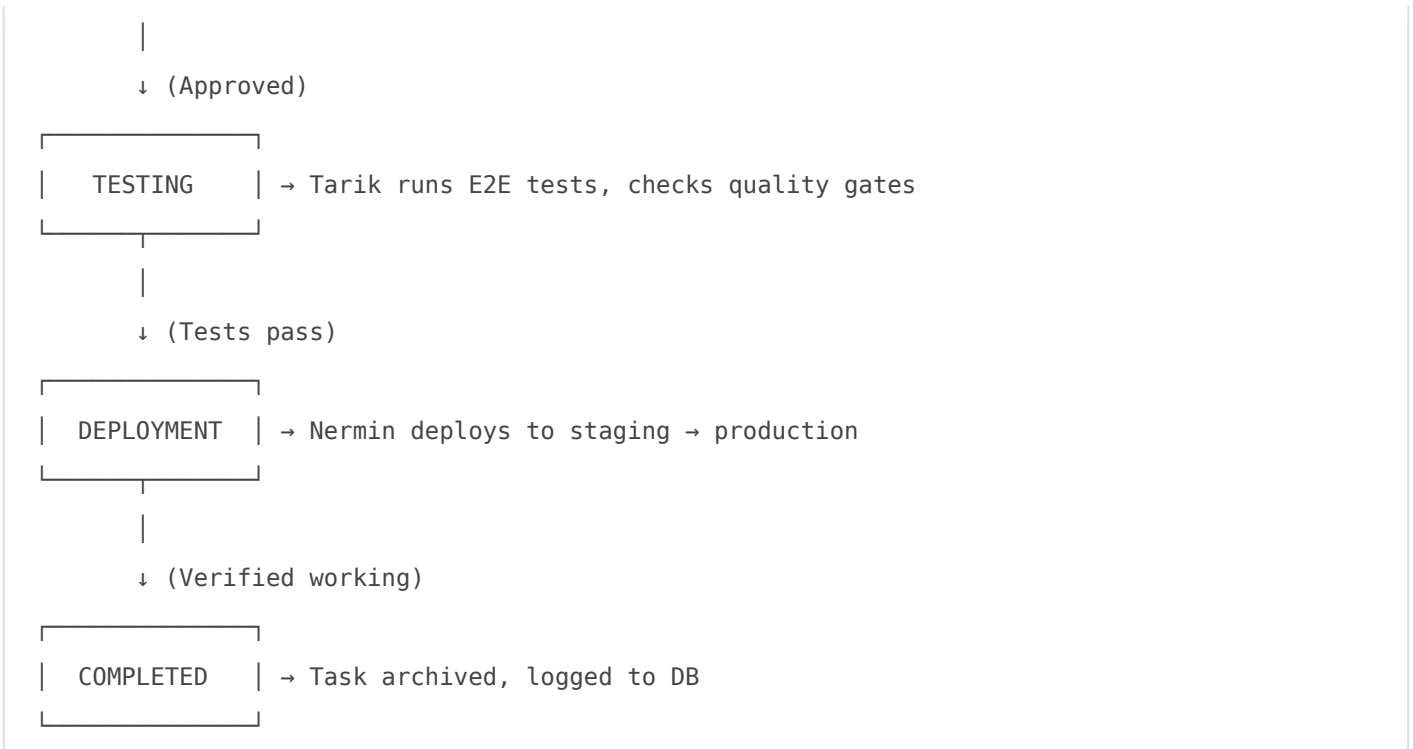 │
↓ (Approved)
┌──────────────┐
│   TESTING    │ → Tarik runs E2E tests, checks quality gates
└──────┬───────┘
│
↓ (Tests pass)
┌──────────────┐
│  DEPLOYMENT  │ → Nermin deploys to staging → production
└──────┬───────┘
│
↓ (Verified working)
┌──────────────┐
│  COMPLETED   │ → Task archived, logged to DB
└──────────────┘